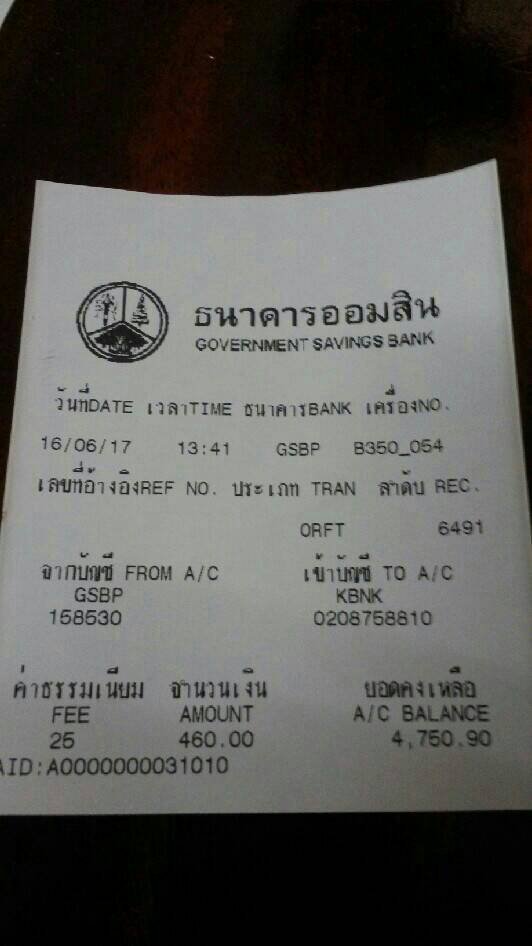 ธนาคารออมสิน
GOVERNMENT SAVINGS BANK
วันที่DATE เวลาTIME ธนาคารBANK เครื่องNO.
16/06/17 13:41 GSBP B350_054
เลขที่อ้างอิงREF NO. ประเภท TRAN ลำดับ REC.
ORFT 6491
จากบัญชี FROM A/C เข้าบัญชี TO A/C
GSBP KBNK
158530 0208758810
ค่าธรรมเนียม จำนวนเงิน ยอดคงเหลือ
FEE AMOUNT A/C BALANCE
25 460.00 4,750.90
AID:A0000000031010